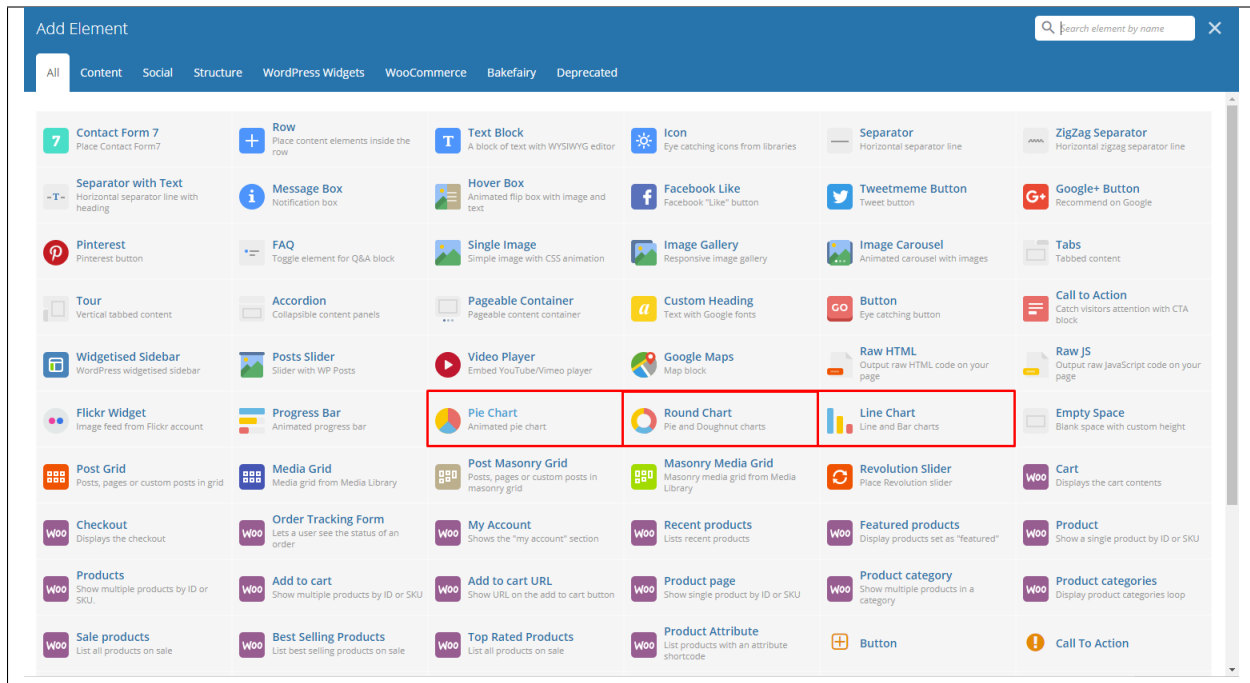 Add Element
Search element by name
All Content Social Structure WordPress Widgets WooCommerce Bakefairy Deprecated
7
Contact Form 7
Place Contact Form7
Row
Place content elements inside the
row
T
Text Block
A block of text with WYSIWYG editor
Icon
Eye catching icons from libraries
Separator
Horizontal separator line
ZigZag Separator
Horizontal zigzag separator line
-T-
Separator with Text
Horizontal separator line with
heading
i
Message Box
Notification box
Hover Box
Animated flip box with image and
text
f
Facebook Like
Facebook "Like" button
Tweetmeme Button
Tweet button
G+
Google+ Button
Recommend on Google
Pinterest
Pinterest button
FAQ
Toggle element for Q&A block
Single Image
Simple image with CSS animation
Image Gallery
Responsive image gallery
Image Carousel
Animated carousel with images
Tabs
Tabbed content
Tour
Vertical tabbed content
Accordion
Collapsible content panels
Pageable Container
Pageable content container
a
Custom Heading
Text with Google fonts
GO
Button
Eye catching button
Call to Action
Catch visitors attention with CTA
block
Widgetised Sidebar
WordPress widgetised sidebar
Posts Slider
Slider with WP Posts
Video Player
Embed YouTube/Vimeo player
Google Maps
Map block
Raw HTML
Output raw HTML code on your
page
Raw JS
Output raw JavaScript code on your
page
Flickr Widget
Image feed from Flickr account
Progress Bar
Animated progress bar
Pie Chart
Animated pie chart
Round Chart
Pie and Doughnut charts
Line Chart
Line and Bar charts
Empty Space
Blank space with custom height
Post Grid
Posts, pages or custom posts in grid
Media Grid
Media grid from Media Library
Post Masonry Grid
Posts, pages or custom posts in
masonry grid
Masonry Media Grid
Masonry media grid from Media
Library
Revolution Slider
Place Revolution slider
Woo
Cart
Displays the cart contents
Woo
Checkout
Displays the checkout
Woo
Order Tracking Form
Lets a user see the status of an
order
Woo
My Account
Shows the "my account" section
Woo
Recent products
Lists recent products
Woo
Featured products
Display products set as "featured"
Woo
Product
Show a single product by ID or SKU
Woo
Products
Show multiple products by ID or
SKU.
Woo
Add to cart
Show multiple products by ID or SKU
Woo
Add to cart URL
Show URL on the add to cart button
Woo
Product page
Show single product by ID or SKU
Woo
Product category
Show multiple products in a
category
Woo
Product categories
Display product categories loop
Woo
Sale products
List all products on sale
Woo
Best Selling Products
List best selling products on sale
Woo
Top Rated Products
List all products on sale
Woo
Product Attribute
List products with an attribute
shortcode
Button
Call To Action